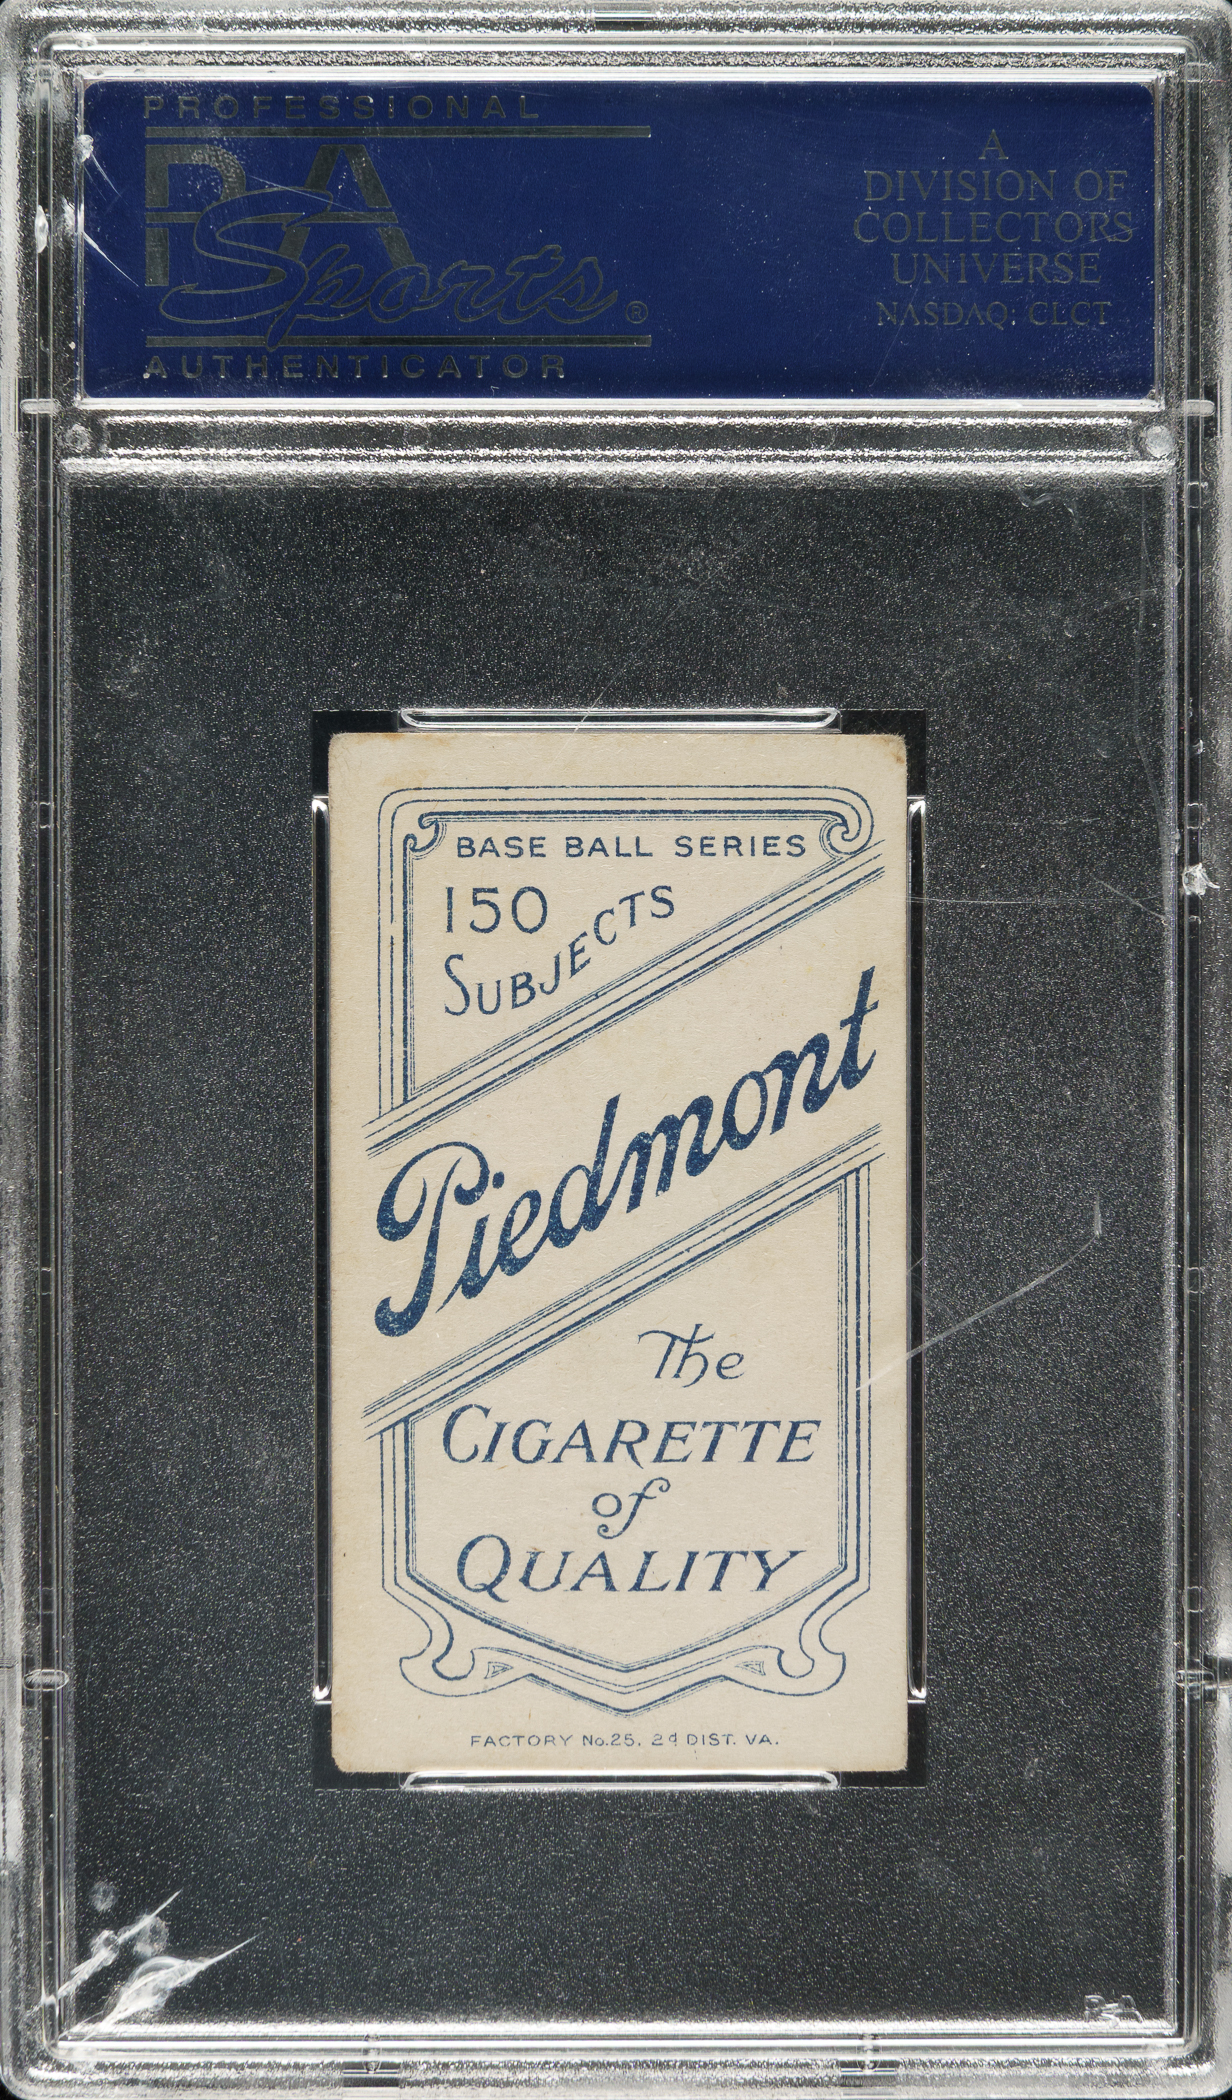 PROFESSIONAL
PSA
Sports®
AUTHENTICATOR
A
DIVISION OF
COLLECTORS
UNIVERSE
NASDAQ: CLCT
BASE BALL SERIES
150
SUBJECTS
Piedmont
The
CIGARETTE
of
QUALITY
FACTORY No. 25. 2d DIST. VA.
PSA